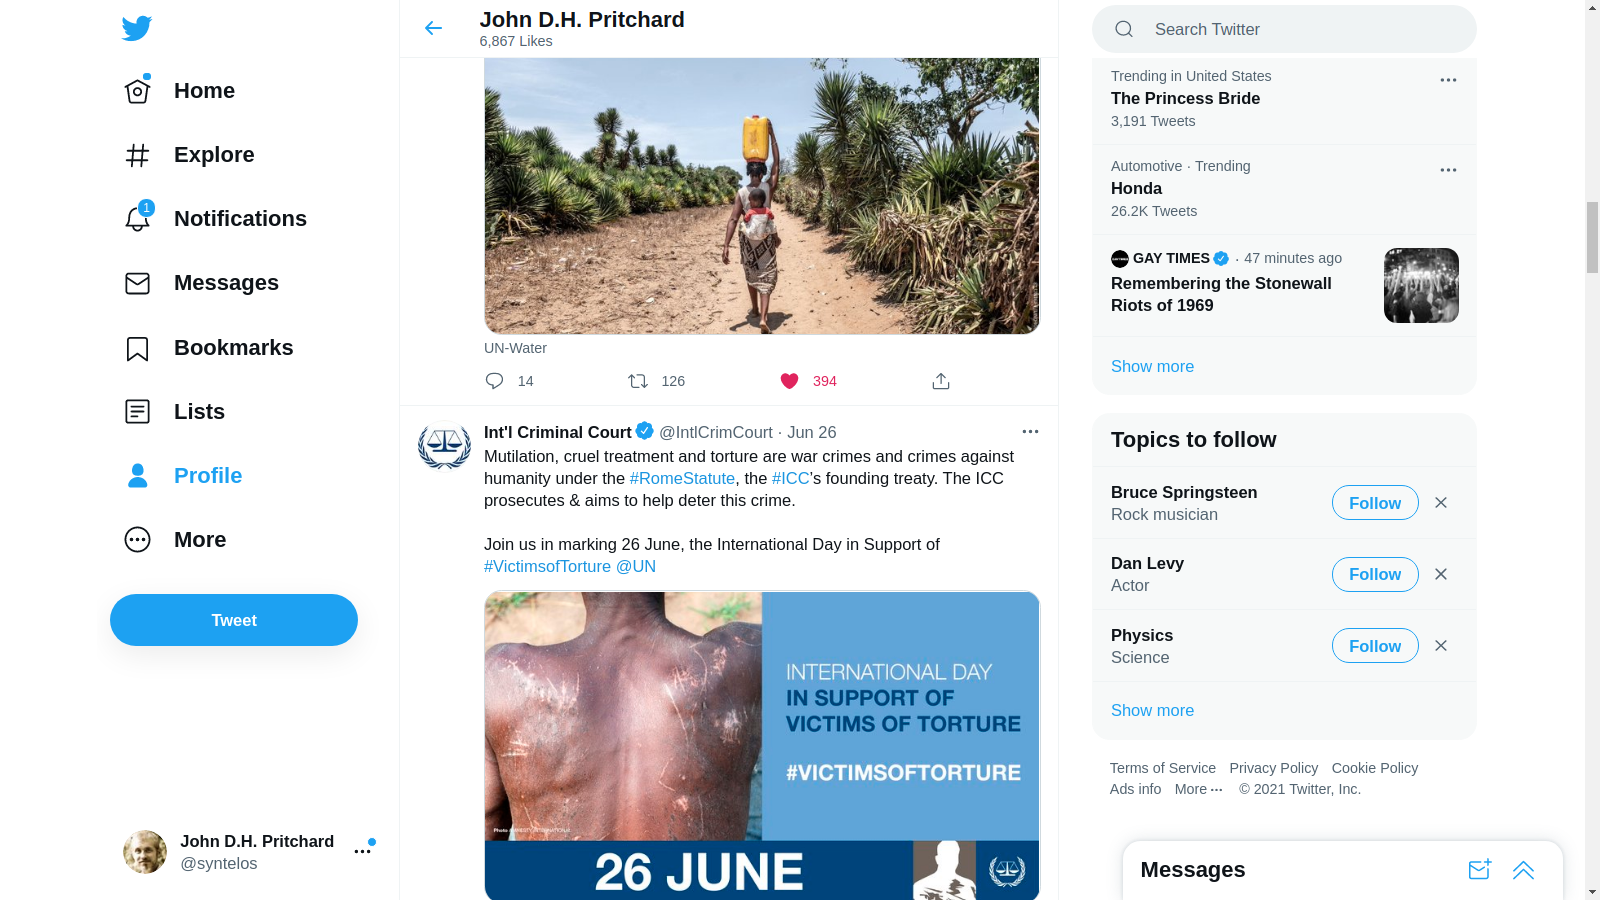 Home
Explore
1
Notifications
Messages
Bookmarks
Lists
Profile
More
Tweet
John D.H. Pritchard
@syntelos
John D.H. Pritchard
6,867 Likes
UN-Water
14
126
394
Int'l Criminal Court @IntlCrimCourt · Jun 26
Mutilation, cruel treatment and torture are war crimes and crimes against
humanity under the #RomeStatute, the #ICC's founding treaty. The ICC
prosecutes & aims to help deter this crime.
Join us in marking 26 June, the International Day in Support of
#VictimsofTorture @UN
INTERNATIONAL DAY
IN SUPPORT OF
VICTIMS OF TORTURE
#VICTIMSOFTORTURE
26 JUNE
Search Twitter
Trending in United States
The Princess Bride
3,191 Tweets
Automotive · Trending
Honda
26.2K Tweets
GAY TIMES · 47 minutes ago
Remembering the Stonewall
Riots of 1969
Show more
Topics to follow
Bruce Springsteen
Rock musician
Follow
Dan Levy
Actor
Follow
Physics
Science
Follow
Show more
Terms of Service Privacy Policy Cookie Policy
Ads info More ··· © 2021 Twitter, Inc.
Messages